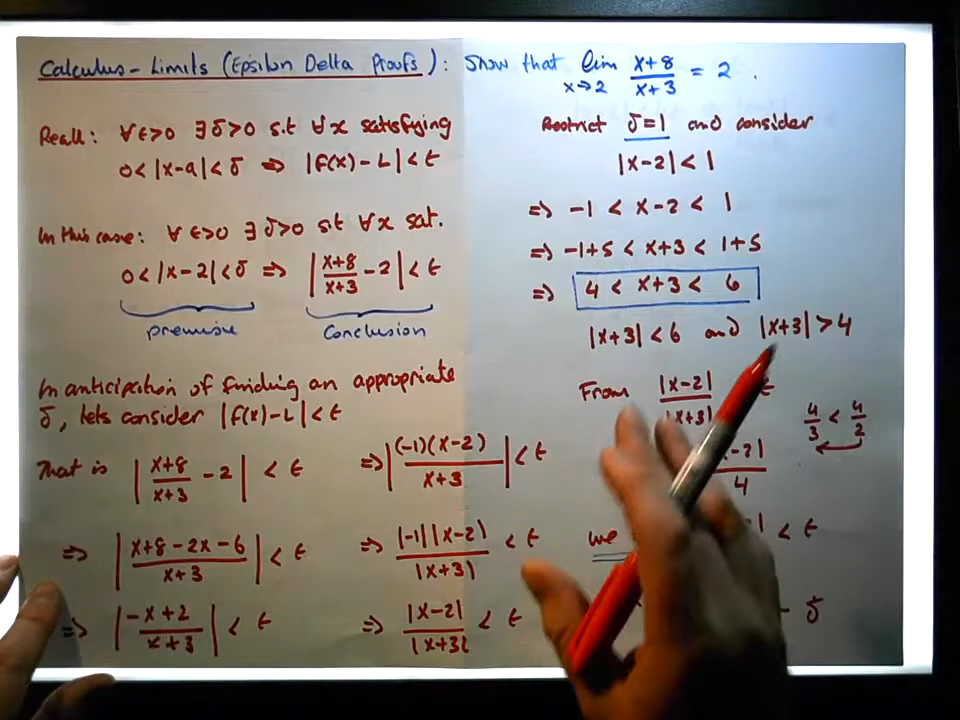 Calculus - Limits (Epsilon Delta Proofs): Show that lim x→2 x+8/x+3 = 2.
Recall: ∀ε>0 ∃δ>0 s.t ∀x satisfying
0<|x-a|<δ ⇒ |f(x)-L|<ε
In this case: ∀ε>0 ∃δ>0 s.t ∀x sat.
0<|x-2|<δ ⇒ |x+8/x+3 - 2|<ε
premise conclusion
In anticipation of finding an appropriate
δ, lets consider |f(x)-L|<ε
That is |x+8/x+3 - 2| < ε
⇒ |x+8-2x-6/x+3| < ε
⇒ |-x+2/x+3| < ε
⇒ |(-1)(x-2)/x+3| < ε
⇒ |-1||x-2|/|x+3| < ε
⇒ |x-2|/|x+3| < ε
Restrict δ=1 and consider
|x-2|<1
⇒ -1 < x-2 < 1
⇒ -1+5 < x+3 < 1+5
⇒ 4 < x+3 < 6
|x+3|<6 and |x+3|>4
From |x-2|/|x+3| ε
4/3 < 4/2
x-2|/4
we | < ε
δ